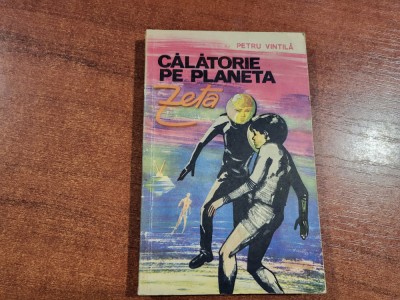 PETRU VINTILĂ
CĂLĂTORIE
PE PLANETA
Zeta